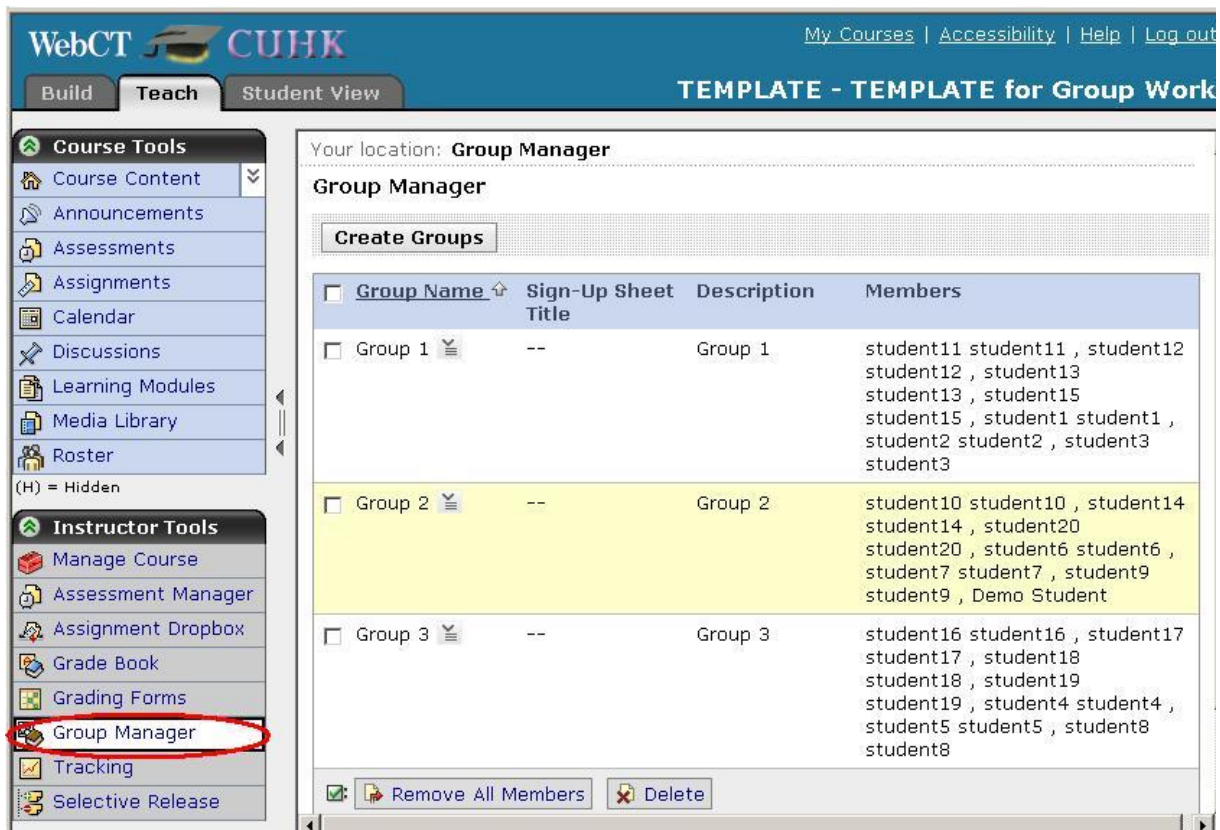 WebCT CUHK
My Courses | Accessibility | Help | Log out
Build Teach Student View
TEMPLATE - TEMPLATE for Group Work
Course Tools
Course Content
Announcements
Assessments
Assignments
Calendar
Discussions
Learning Modules
Media Library
Roster
(H) = Hidden
Instructor Tools
Manage Course
Assessment Manager
Assignment Dropbox
Grade Book
Grading Forms
Group Manager
Tracking
Selective Release
Your location: Group Manager
Group Manager
Create Groups
Group Name Sign-Up Sheet Description Members
Title
Group 1 -- Group 1 student11 student11 , student12
student12 , student13
student13 , student15
student15 , student1 student1 ,
student2 student2 , student3
student3
Group 2 -- Group 2 student10 student10 , student14
student14 , student20
student20 , student6 student6 ,
student7 student7 , student9
student9 , Demo Student
Group 3 -- Group 3 student16 student16 , student17
student17 , student18
student18 , student19
student19 , student4 student4 ,
student5 student5 , student8
student8
Remove All Members Delete